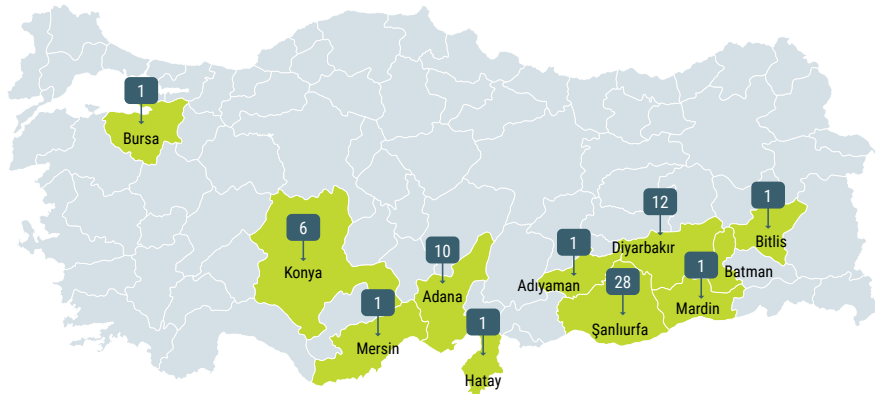 1
Bursa
6
Konya
1
Mersin
10
Adana
1
Hatay
1
Adıyaman
28
Şanlıurfa
12
Diyarbakır
1
Mardin
Batman
1
Bitlis